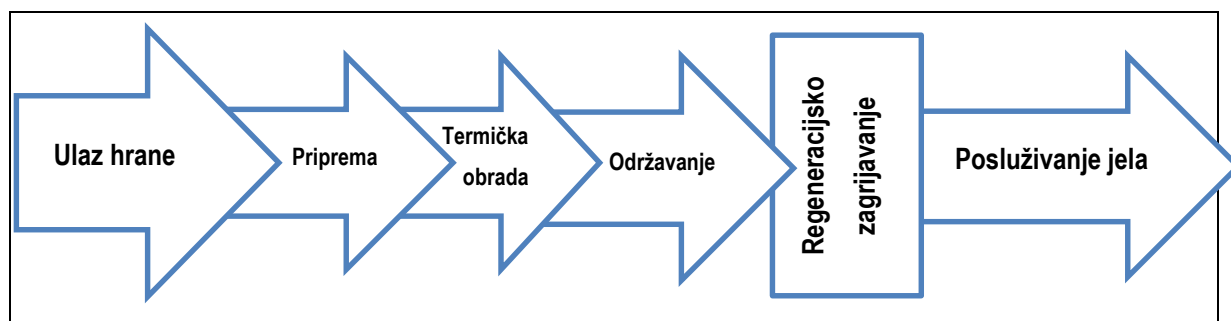 Ulaz hrane
Priprema
Termička
obrada
Održavanje
Regeneracijsko
zagrijavanje
Posluživanje jela